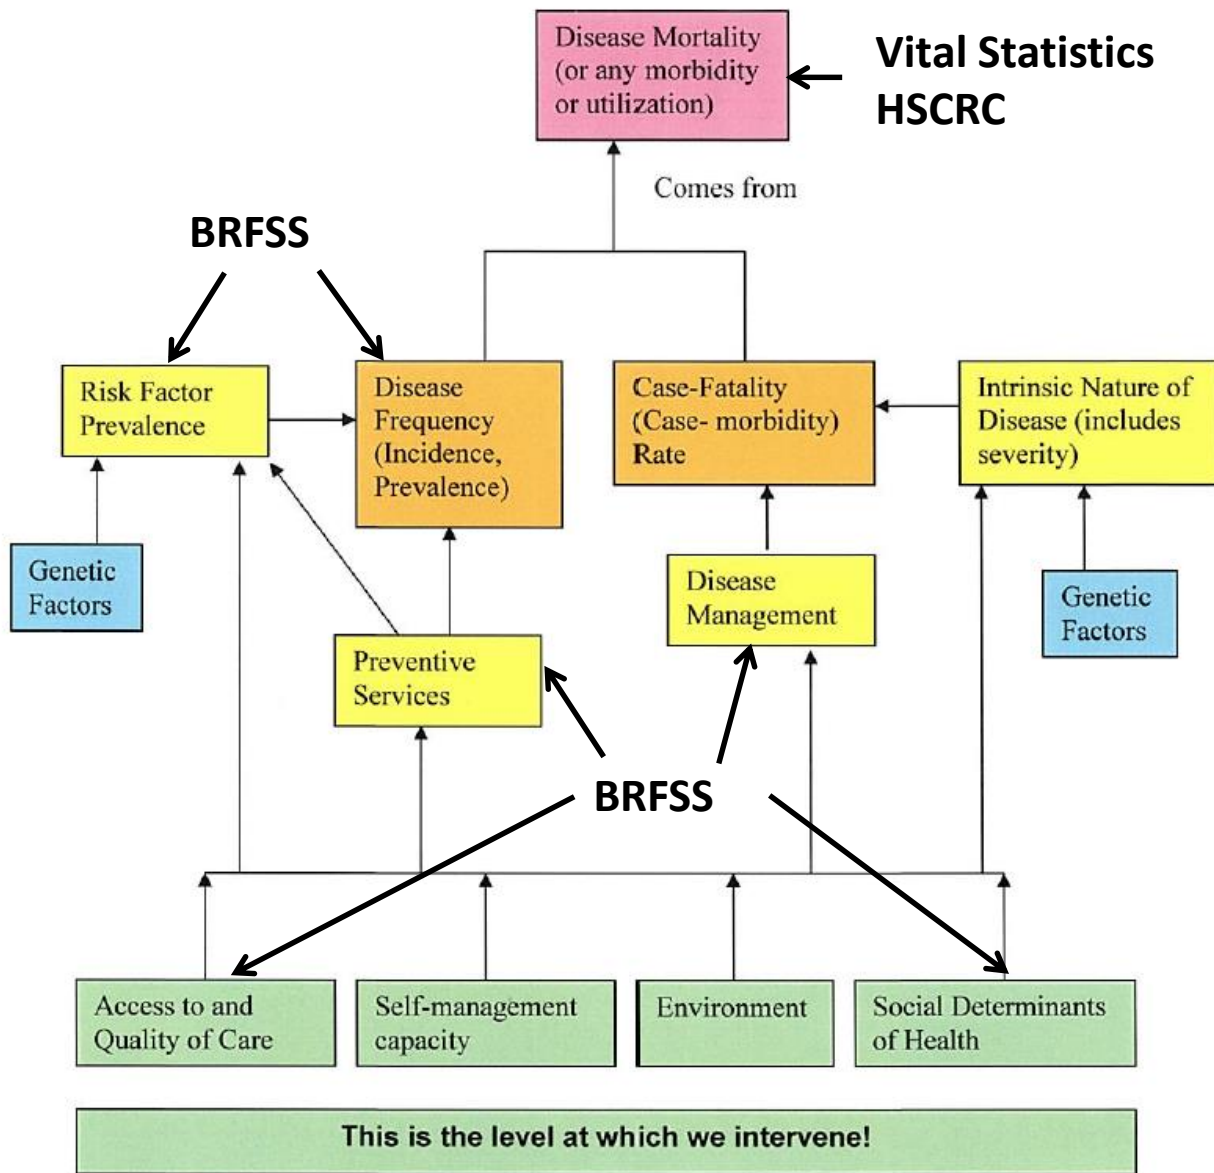 Disease Mortality
(or any morbidity
or utilization)
Vital Statistics
HSCRC
Comes from
BRFSS
Risk Factor
Prevalence
Disease
Frequency
(Incidence,
Prevalence)
Case-Fatality
(Case- morbidity)
Rate
Intrinsic Nature of
Disease (includes
severity)
Genetic
Factors
Preventive
Services
Disease
Management
Genetic
Factors
BRFSS
Access to and
Quality of Care
Self-management
capacity
Environment
Social Determinants
of Health
This is the level at which we intervene!